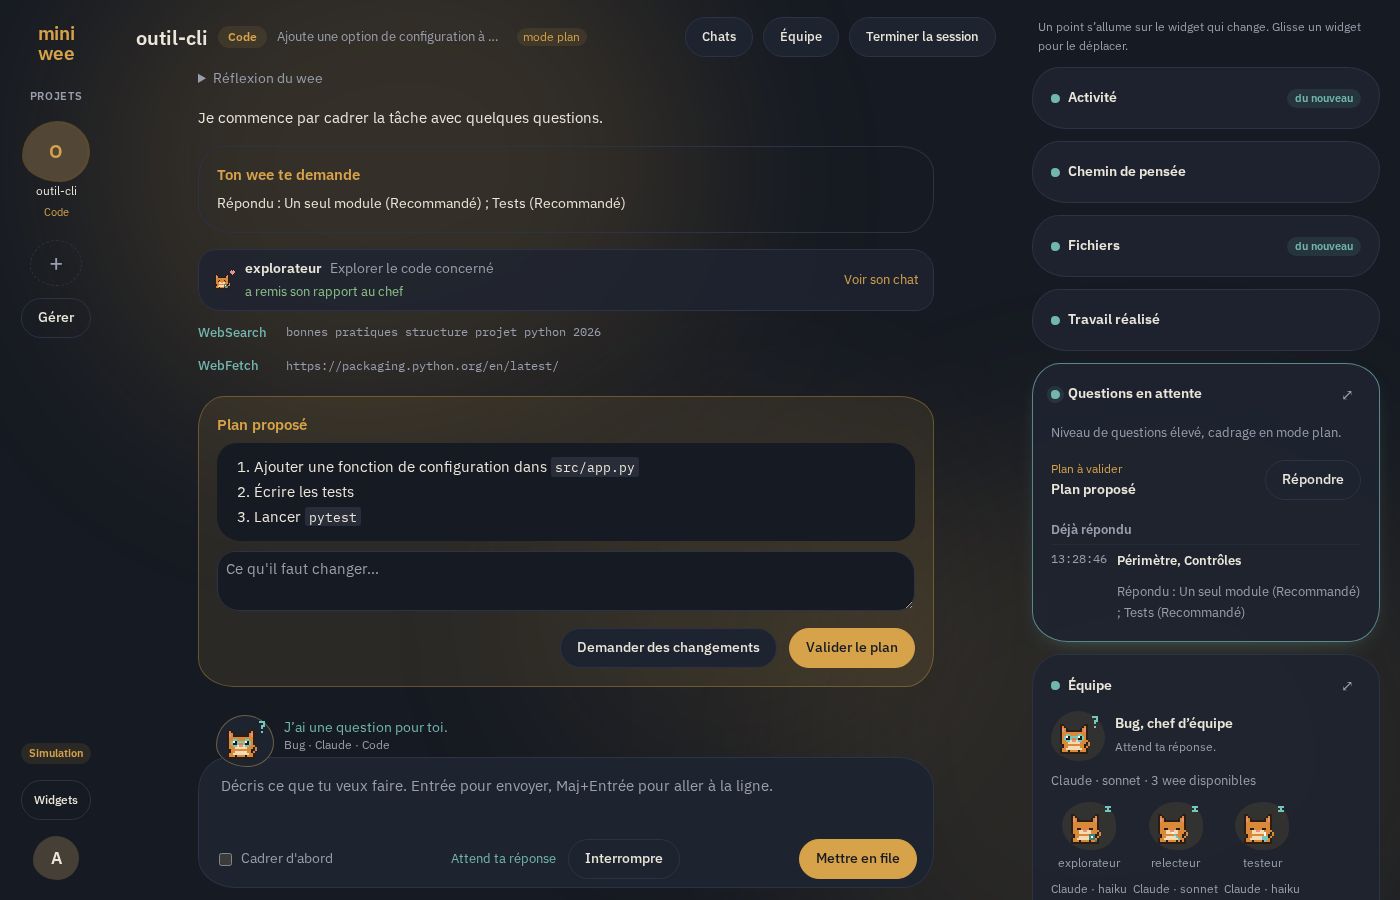 mini
wee
PROJETS
O
outil-cli
Code
+
Gérer
Simulation
Widgets
A
outil-cli
Code
Ajoute une option de configuration à ...
mode plan
Chats
Équipe
Terminer la session
Réflexion du wee
Je commence par cadrer la tâche avec quelques questions.
Ton wee te demande
Répondu : Un seul module (Recommandé) ; Tests (Recommandé)
explorateur Explorer le code concerné
a remis son rapport au chef
Voir son chat
WebSearch bonnes pratiques structure projet python 2026
WebFetch https://packaging.python.org/en/latest/
Plan proposé
1. Ajouter une fonction de configuration dans src/app.py
2. Écrire les tests
3. Lancer pytest
Ce qu'il faut changer...
Demander des changements
Valider le plan
J’ai une question pour toi.
Bug · Claude · Code
Décris ce que tu veux faire. Entrée pour envoyer, Maj+Entrée pour aller à la ligne.
Cadrer d'abord
Attend ta réponse
Interrompre
Mettre en file
Un point s’allume sur le widget qui change. Glisse un widget
pour le déplacer.
Activité
du nouveau
Chemin de pensée
Fichiers
du nouveau
Travail réalisé
Questions en attente
Niveau de questions élevé, cadrage en mode plan.
Plan à valider
Plan proposé
Répondre
Déjà répondu
13:28:46 Périmètre, Contrôles
Répondu : Un seul module (Recommandé)
; Tests (Recommandé)
Équipe
Bug, chef d’équipe
Attend ta réponse.
Claude · sonnet · 3 wee disponibles
explorateur relecteur testeur
Claude · haiku Claude · sonnet Claude · haiku